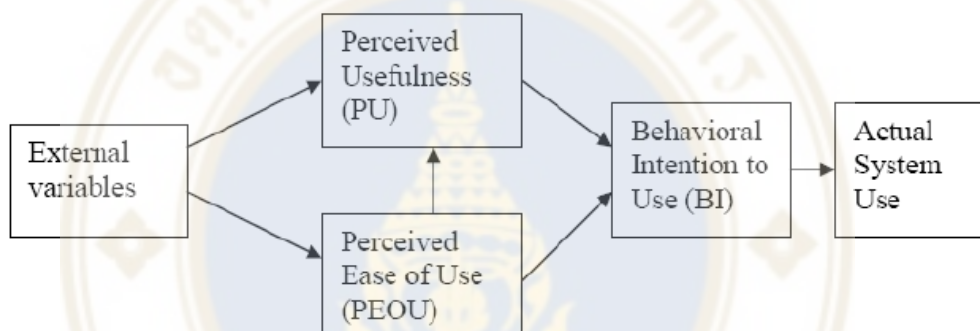 Perceived
Usefulness
(PU)
External
variables
Perceived
Ease of Use
(PEOU)
Behavioral
Intention to
Use (BI)
Actual
System
Use